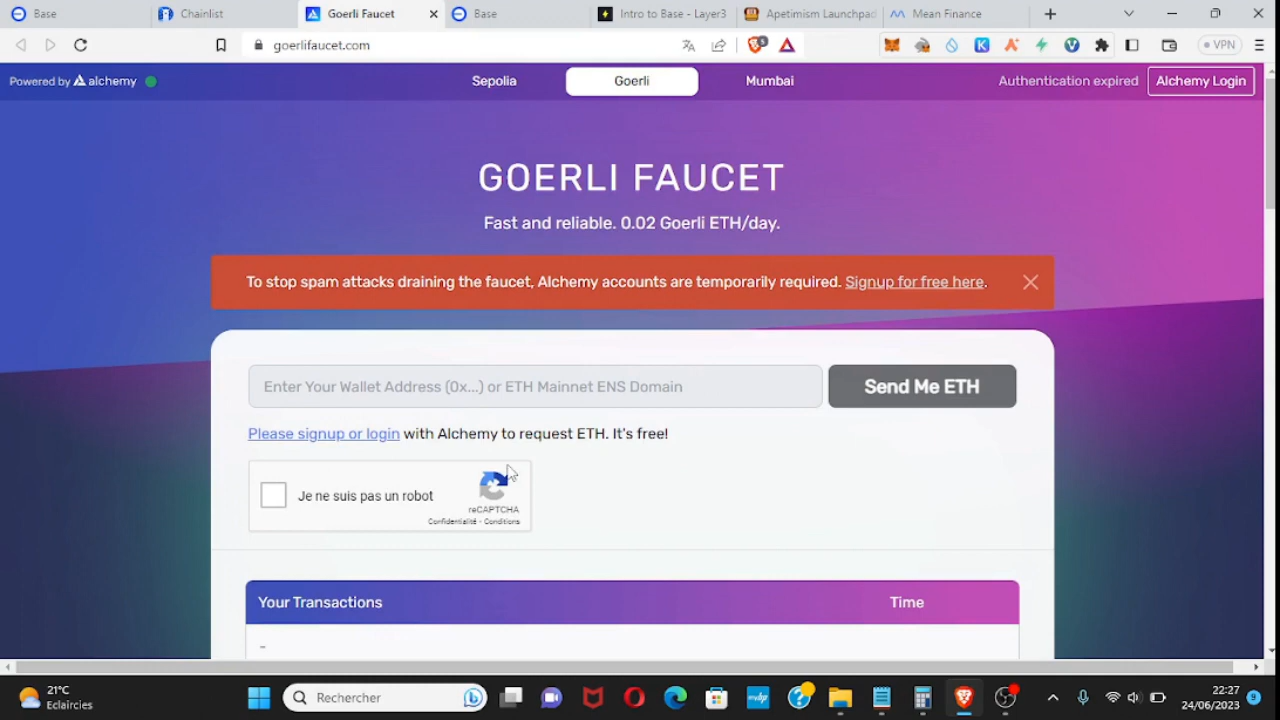 Base
Chainlist
Goerli Faucet
Base
Intro to Base - Layer3
Apetimism Launchpad
Mean Finance
goerlifaucet.com
5
VPN
Powered by alchemy
Sepolia
Goerli
Mumbai
Authentication expired
Alchemy Login
GOERLI FAUCET
Fast and reliable. 0.02 Goerli ETH/day.
To stop spam attacks draining the faucet, Alchemy accounts are temporarily required. Signup for free here.
Enter Your Wallet Address (0x...) or ETH Mainnet ENS Domain
Send Me ETH
Please signup or login with Alchemy to request ETH. It's free!
Je ne suis pas un robot
reCAPTCHA
Confidentialité - Conditions
Your Transactions
Time
-
21°C
Eclaircies
Rechercher
22:27
24/06/2023
9